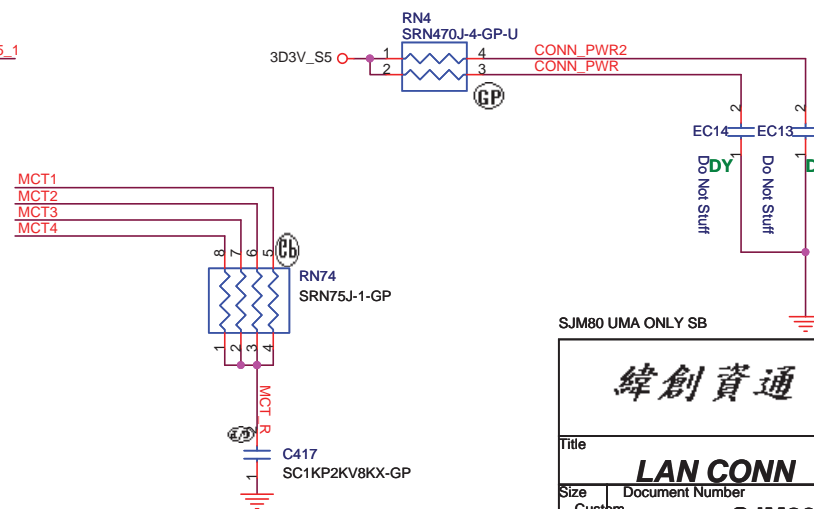 RN4
SRN470J-4-GP-U
5_1
3D3V_S5
1
4
CONN_PWR2
2
3
CONN_PWR
GP
2
2
EC14
EC13
1
1
DY
Do Not Stuff
Do Not Stuff
MCT1
MCT2
MCT3
MCT4
8
7
6
5
RN74
SRN75J-1-GP
1
2
3
4
MCT_R
C417
SC1KP2KV8KX-GP
1
SJM80 UMA ONLY SB
緯創資通
Title
LAN CONN
Size
Document Number